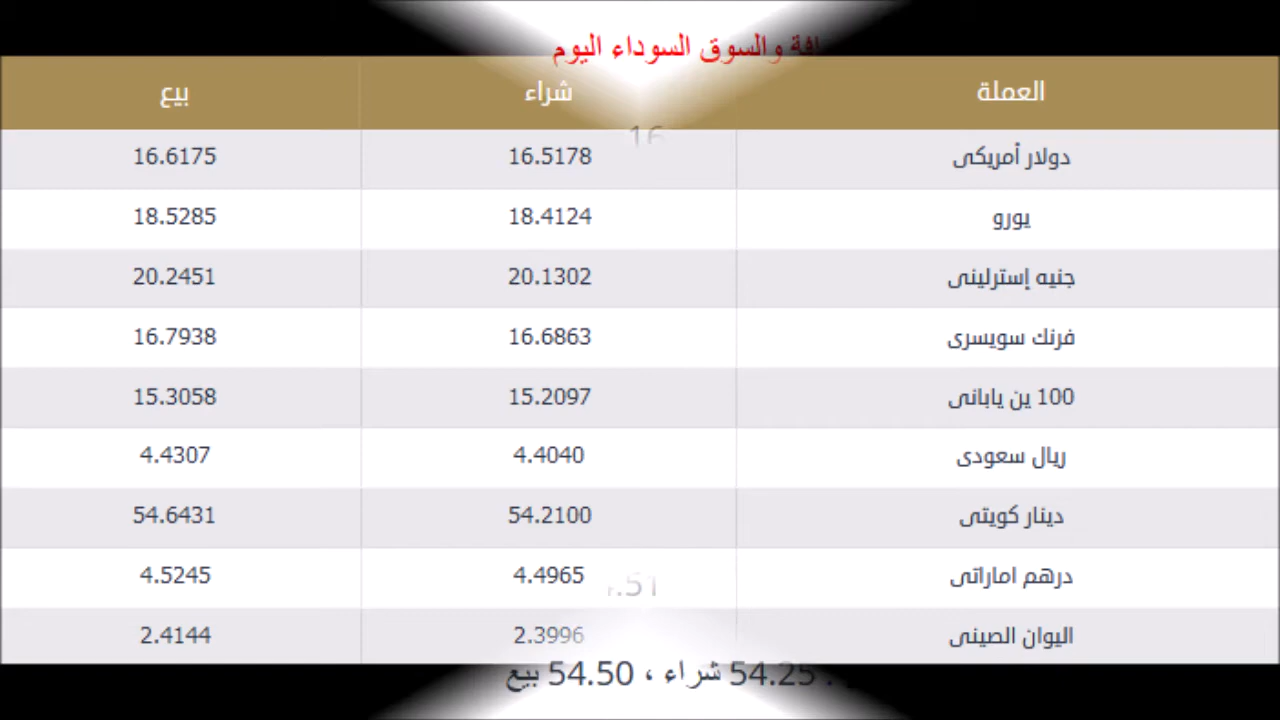 والسوق السوداء اليوم
العملة شراء بيع
16
دولار أمريكى 16.5178 16.6175
يورو 18.4124 18.5285
جنيه إسترلينى 20.1302 20.2451
فرنك سويسرى 16.6863 16.7938
100 ين يابانى 15.2097 15.3058
ريال سعودى 4.4040 4.4307
دينار كويتى 54.2100 54.6431
درهم اماراتى 4.4965 4.5245
اليوان الصينى 2.3996 2.4144
54.25 شراء ، 54.50 بيع